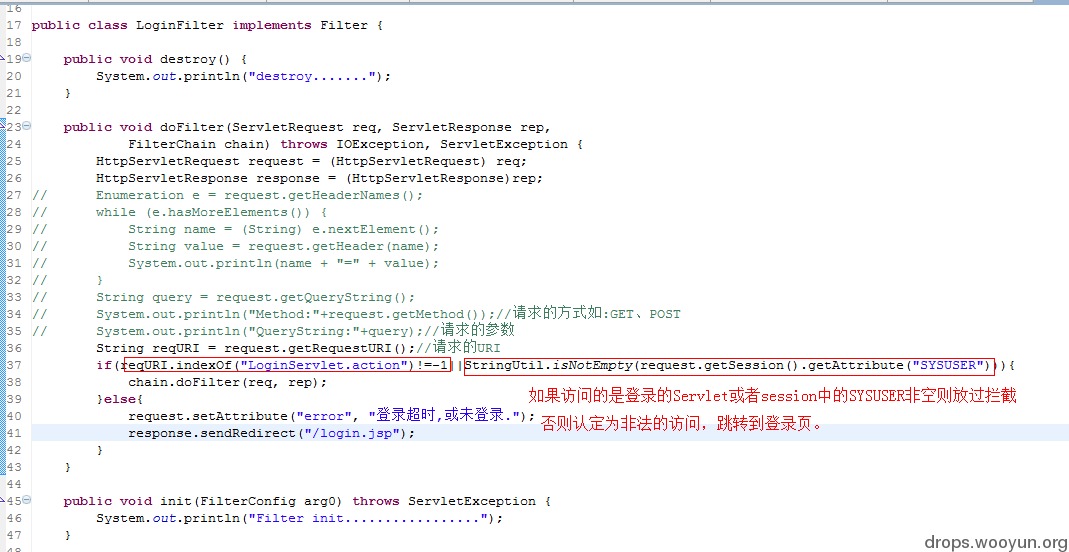 16
17 public class LoginFilter implements Filter {
18
19 public void destroy() {
20 System.out.println("destroy.......");
21 }
22
23 public void doFilter(ServletRequest req, ServletResponse rep,
24 FilterChain chain) throws IOException, ServletException {
25 HttpServletRequest request = (HttpServletRequest) req;
26 HttpServletResponse response = (HttpServletResponse)rep;
27 // Enumeration e = request.getHeaderNames();
28 // while (e.hasMoreElements()) {
29 // String name = (String) e.nextElement();
30 // String value = request.getHeader(name);
31 // System.out.println(name + "=" + value);
32 // }
33 // String query = request.getQueryString();
34 // System.out.println("Method:"+request.getMethod());//请求的方式如:GET、POST
35 // System.out.println("QueryString:"+query);//请求的参数
36 String reqURI = request.getRequestURI();//请求的URI
37 if(reqURI.indexOf("LoginServlet.action")!=-1||StringUtil.isNotEmpty(request.getSession().getAttribute("SYSUSER"))){
38 chain.doFilter(req, rep);
39 }else{
如果访问的是登录的Servlet或者session中的SYSUSER非空则放过拦截
40 request.setAttribute("error", "登录超时,或未登录.");
否则认定为非法的访问，跳转到登录页。
41 response.sendRedirect("/login.jsp");
42 }
43 }
44
45 public void init(FilterConfig arg0) throws ServletException {
46 System.out.println("Filter init.................");
47 }
48
drops.wooyun.org